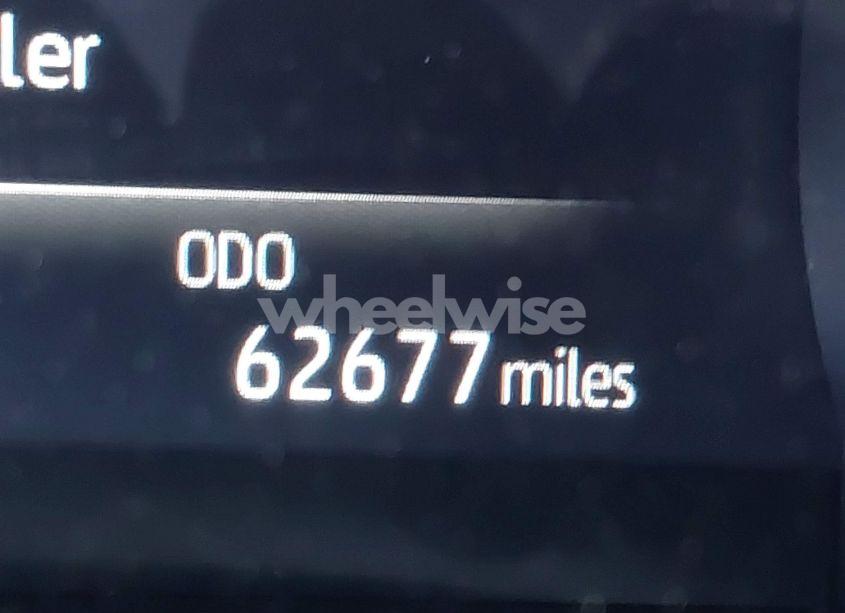 ler
ODO
wheelwise
62677 miles